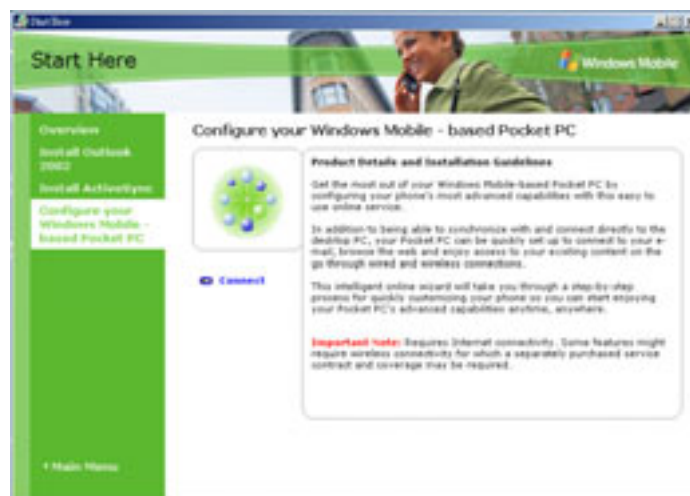 Start Here
Start Here
Windows Mobile
Overview
Install Outlook
2002
Install ActiveSync
Configure your
Windows Mobile -
based Pocket PC
Main Menu
Configure your Windows Mobile - based Pocket PC
Connect
Product Details and Installation Guidelines
Get the most out of your Windows Mobile-based Pocket PC by
configuring your phone's most advanced capabilities with this easy to
use online service.
In addition to being able to synchronize with and connect directly to the
desktop PC, your Pocket PC can be quickly set up to connect to your e-
mail, browse the web and enjoy access to your existing content on the
go through wired and wireless connections.
This intelligent online wizard will take you through a step-by-step
process for quickly customizing your phone so you can start enjoying
your Pocket PC's advanced capabilities anytime, anywhere.
Important Note: Requires Internet connectivity. Some features might
require wireless connectivity for which a separately purchased service
contract and coverage may be required.